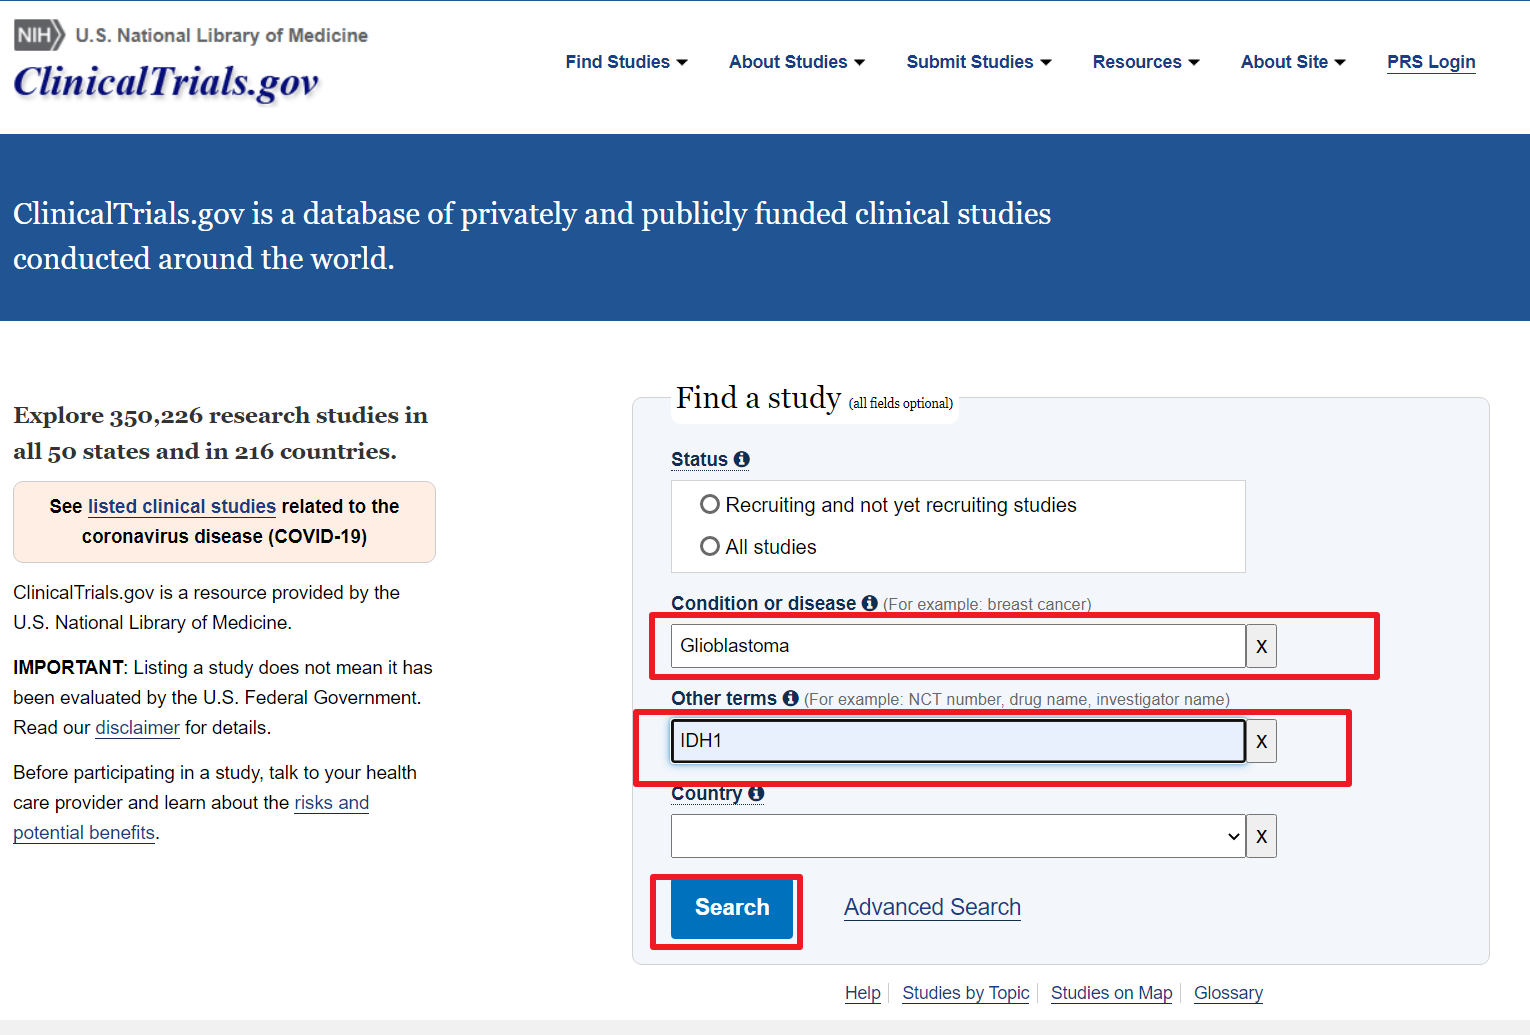 NIH U.S. National Library of Medicine
ClinicalTrials.gov
Find Studies About Studies Submit Studies Resources About Site PRS Login
ClinicalTrials.gov is a database of privately and publicly funded clinical studies
conducted around the world.
Explore 350,226 research studies in
all 50 states and in 216 countries.
See listed clinical studies related to the
coronavirus disease (COVID-19)
ClinicalTrials.gov is a resource provided by the
U.S. National Library of Medicine.
IMPORTANT: Listing a study does not mean it has
been evaluated by the U.S. Federal Government.
Read our disclaimer for details.
Before participating in a study, talk to your health
care provider and learn about the risks and
potential benefits.
Find a study (all fields optional)
Status
Recruiting and not yet recruiting studies
All studies
Condition or disease (For example: breast cancer)
Glioblastoma X
Other terms (For example: NCT number, drug name, investigator name)
IDH1 X
Country
X
Search Advanced Search
Help Studies by Topic Studies on Map Glossary